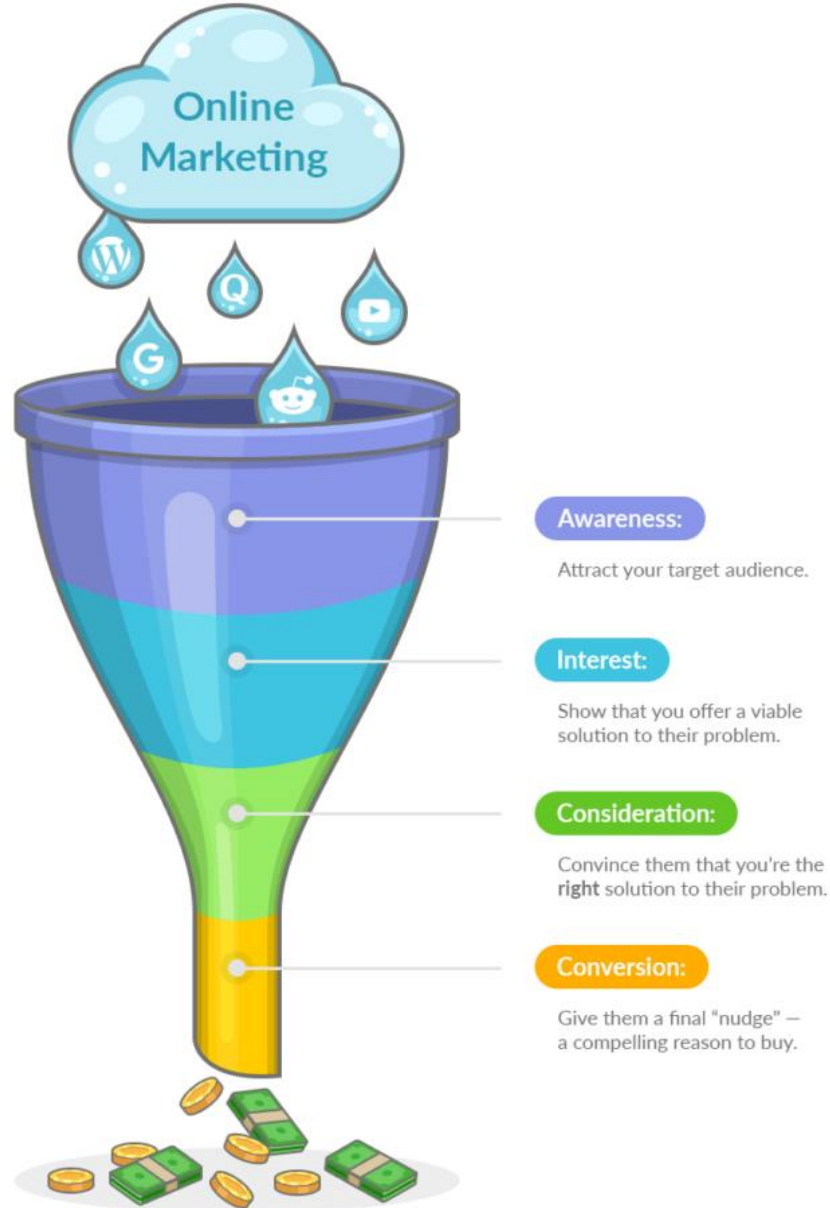 Online
Marketing
W
Q
G
Awareness:
Attract your target audience.
Interest:
Show that you offer a viable
solution to their problem.
Consideration:
Convince them that you’re the
right solution to their problem.
Conversion:
Give them a final “nudge” —
a compelling reason to buy.